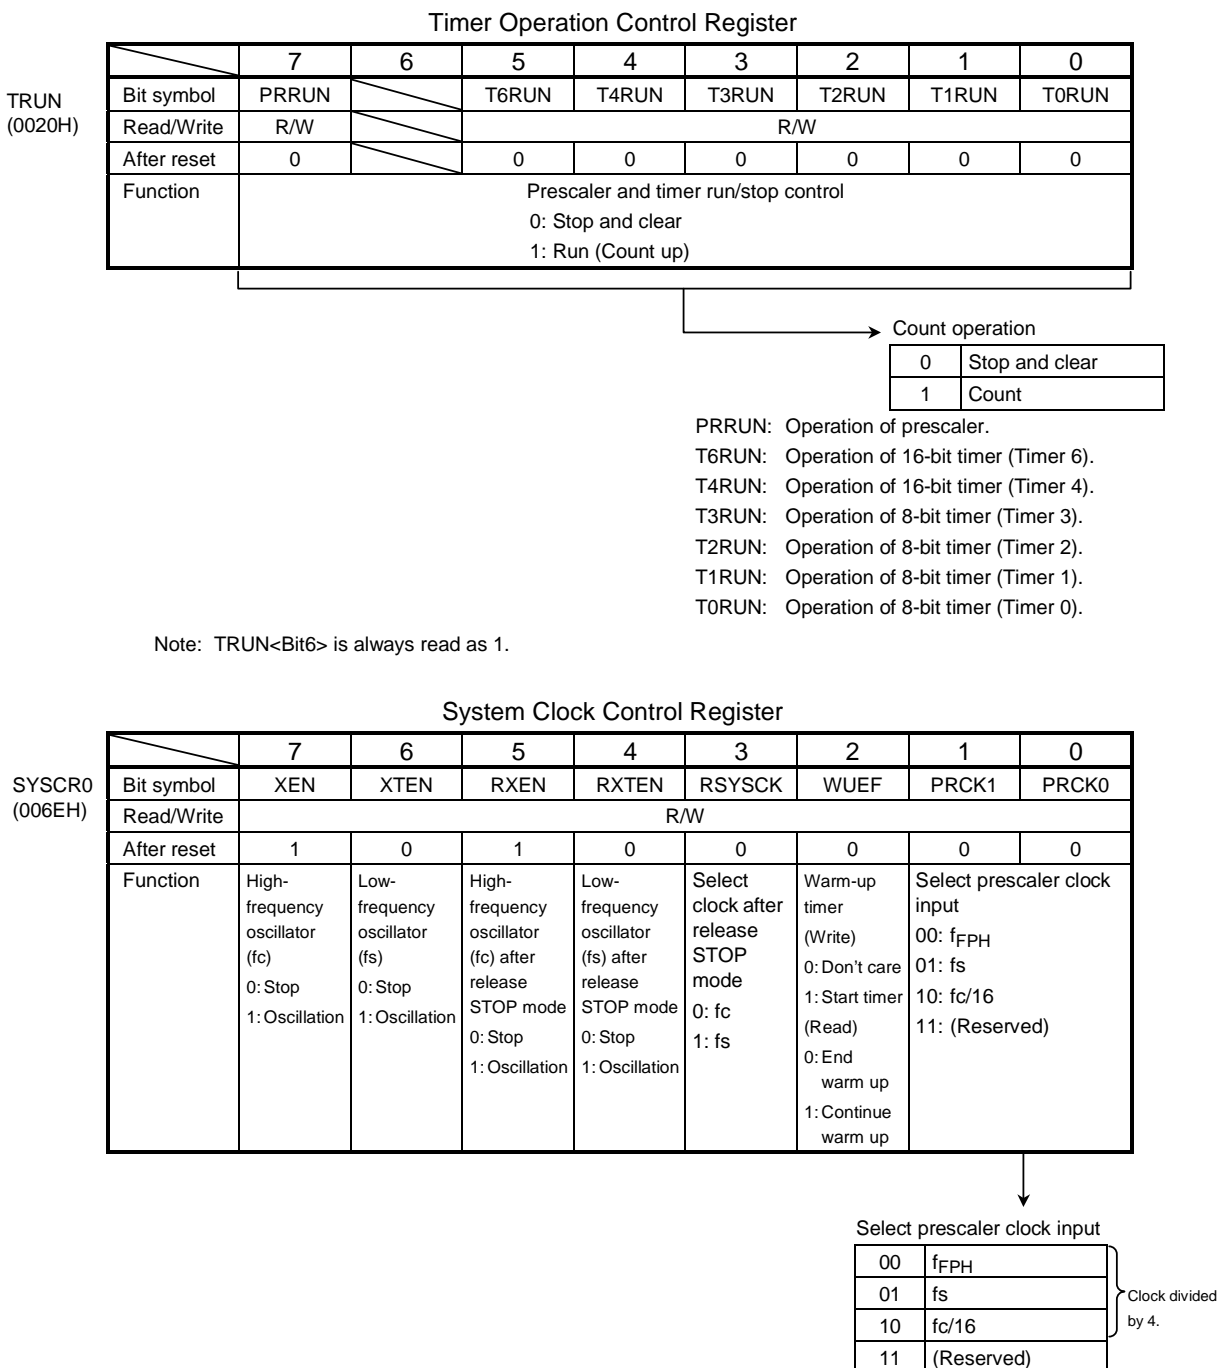 Timer Operation Control Register
7 6 5 4 3 2 1 0
TRUN
(0020H)
Bit symbol PRRUN T6RUN T4RUN T3RUN T2RUN T1RUN T0RUN
Read/Write R/W R/W
After reset 0 0 0 0 0 0 0
Function Prescaler and timer run/stop control
0: Stop and clear
1: Run (Count up)
Count operation
0 Stop and clear
1 Count
PRRUN: Operation of prescaler.
T6RUN: Operation of 16-bit timer (Timer 6).
T4RUN: Operation of 16-bit timer (Timer 4).
T3RUN: Operation of 8-bit timer (Timer 3).
T2RUN: Operation of 8-bit timer (Timer 2).
T1RUN: Operation of 8-bit timer (Timer 1).
T0RUN: Operation of 8-bit timer (Timer 0).
Note: TRUN<Bit6> is always read as 1.
System Clock Control Register
7 6 5 4 3 2 1 0
SYSCR0
(006EH)
Bit symbol XEN XTEN RXEN RXTEN RSYSCK WUEF PRCK1 PRCK0
Read/Write R/W
After reset 1 0 1 0 0 0 0 0
Function
High-
frequency
oscillator
(fc)
0: Stop
1: Oscillation
Low-
frequency
oscillator
(fs)
0: Stop
1: Oscillation
High-
frequency
oscillator
(fc) after
release
STOP mode
0: Stop
1: Oscillation
Low-
frequency
oscillator
(fs) after
release
STOP mode
0: Stop
1: Oscillation
Select
clock after
release
STOP
mode
0: fc
1: fs
Warm-up
timer
(Write)
0: Don't care
1: Start timer
(Read)
0: End
warm up
1: Continue
warm up
Select prescaler clock
input
00: fFPH
01: fs
10: fc/16
11: (Reserved)
Select prescaler clock input
00 fFPH
01 fs
10 fc/16
11 (Reserved)
Clock divided
by 4.